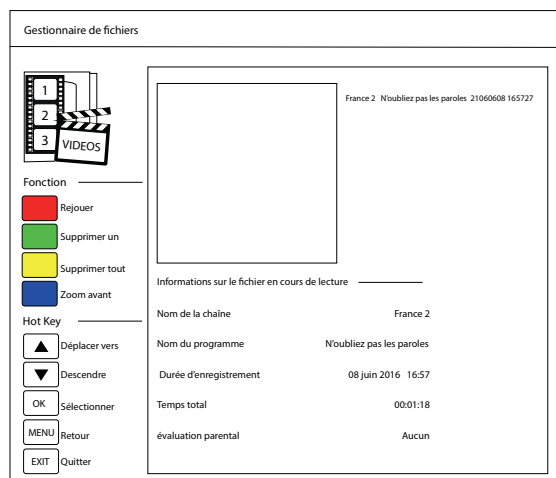 Gestionnaire de fichiers
1
2
3
VIDEOS
France 2 N'oubliez pas les paroles 21060608 165727
Fonction
Rejouer
Supprimer un
Supprimer tout
Zoom avant
Hot Key
Déplacer vers
Descendre
OK Sélectionner
MENU Retour
EXIT Quitter
Informations sur le fichier en cours de lecture
Nom de la chaîne France 2
Nom du programme N'oubliez pas les paroles
Durée d'enregistrement 08 juin 2016 16:57
Temps total 00:01:18
évaluation parental Aucun